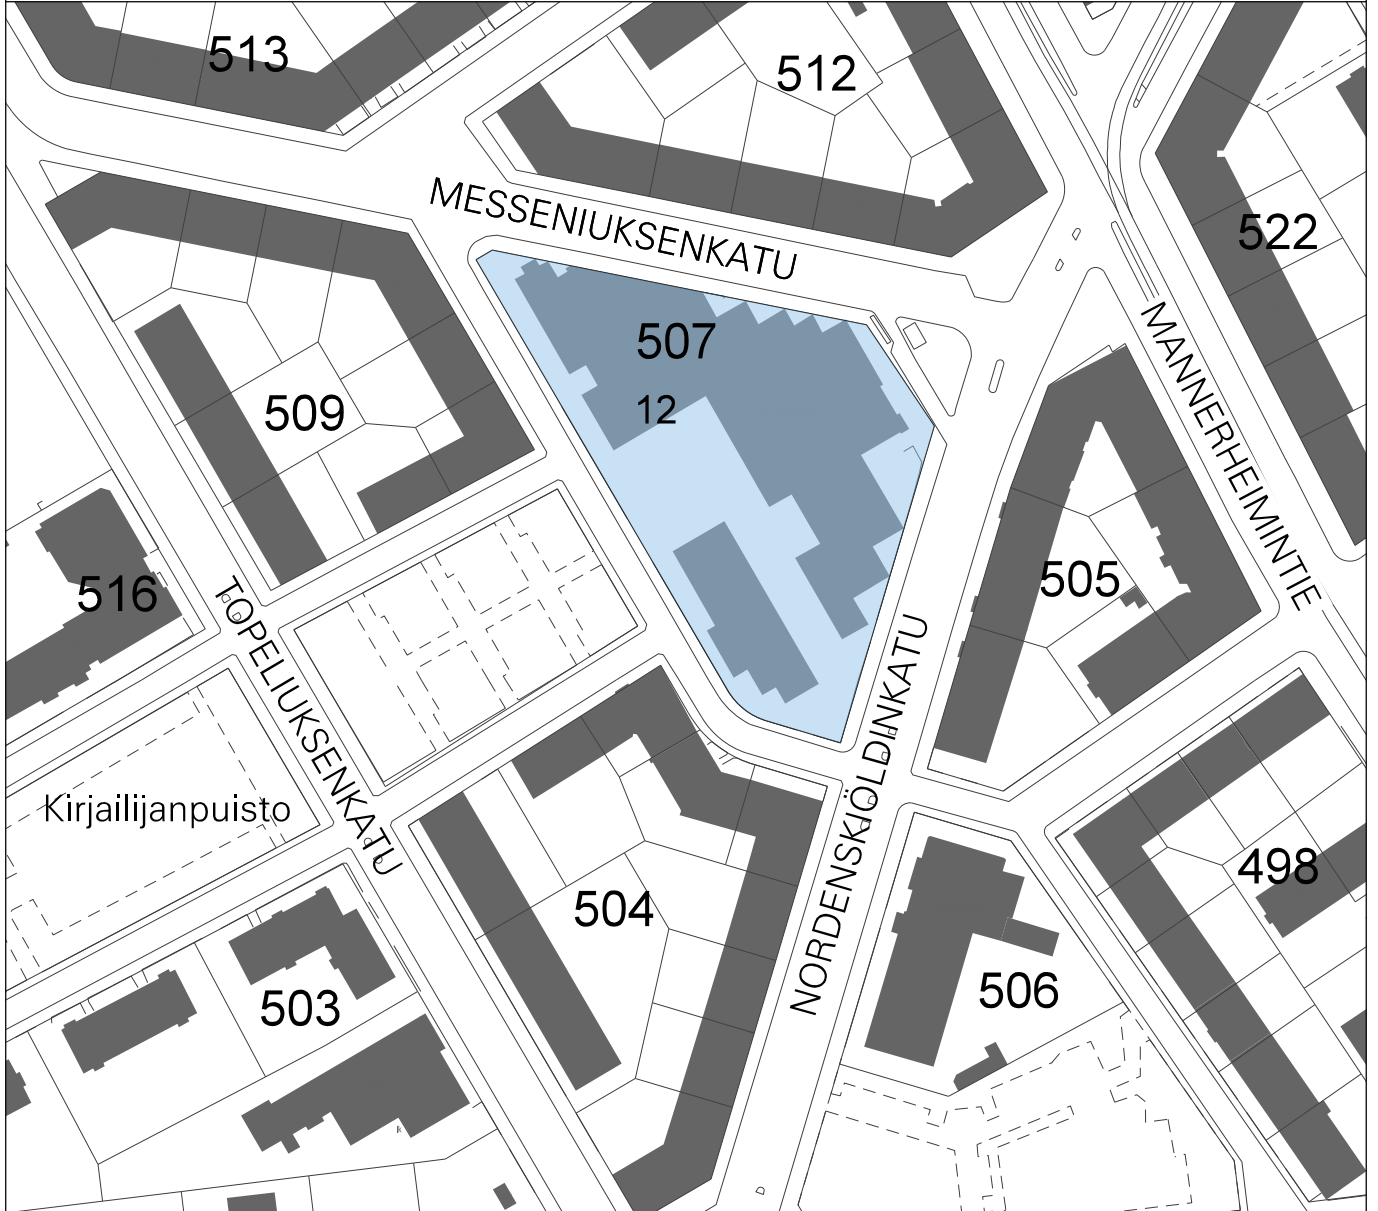 513
512
MESSENIUKSENKATU
522
507
12
509
MANNERHEIMINTIE
516
505
TOPELIUKSENKATU
NORDENSKIÖLDINKATU
Kirjailijanpuisto
504
498
503
506